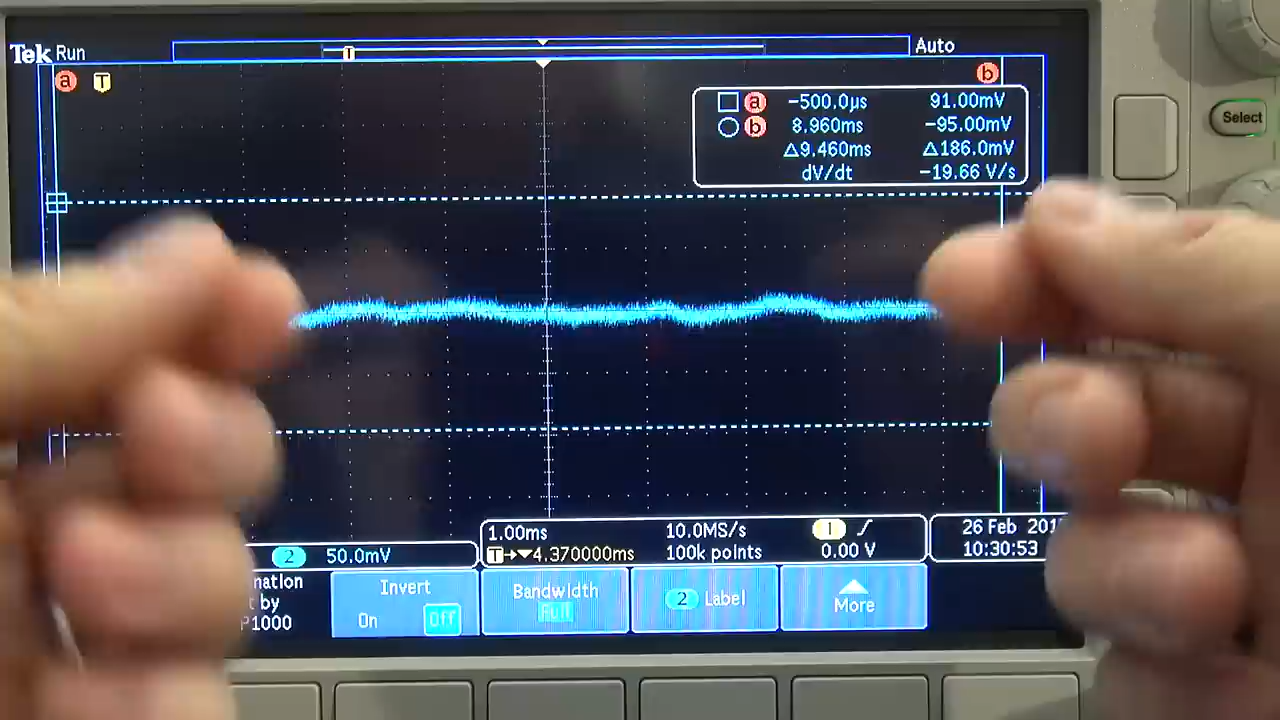 Tek Run
Auto
a T b
a -500.0µs 91.00mV
b 8.960ms -95.00mV
Δ9.460ms Δ186.0mV
dV/dt -19.66 V/s
Select
2 50.0mV
1.00ms 10.0MS/s 1
T→▼4.370000ms 100k points 0.00 V
26 Feb 201
10:30:53
nation
t by
P1000
Invert
On Off
Bandwidth
Full
2 Label
More